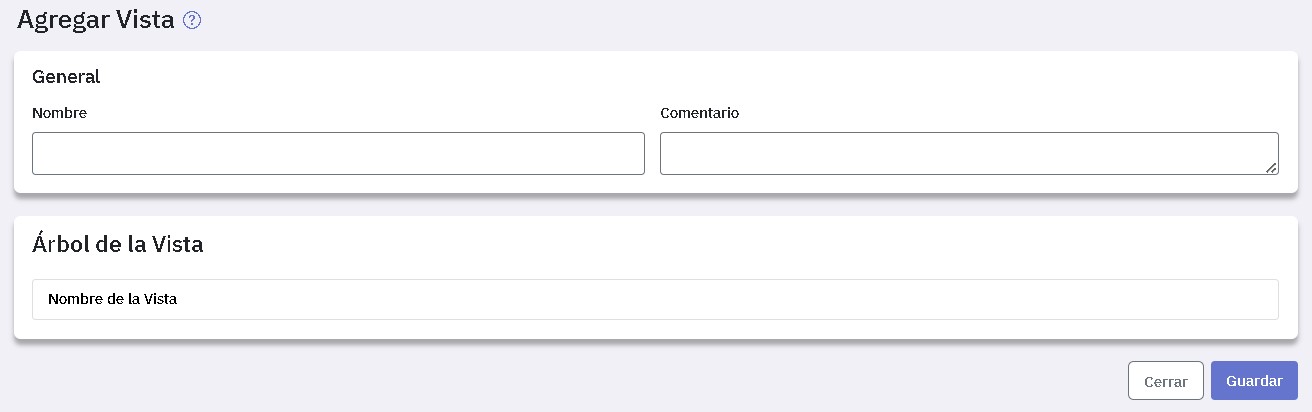 Agregar Vista ?
General
Nombre Comentario
Árbol de la Vista
Nombre de la Vista
Cerrar Guardar